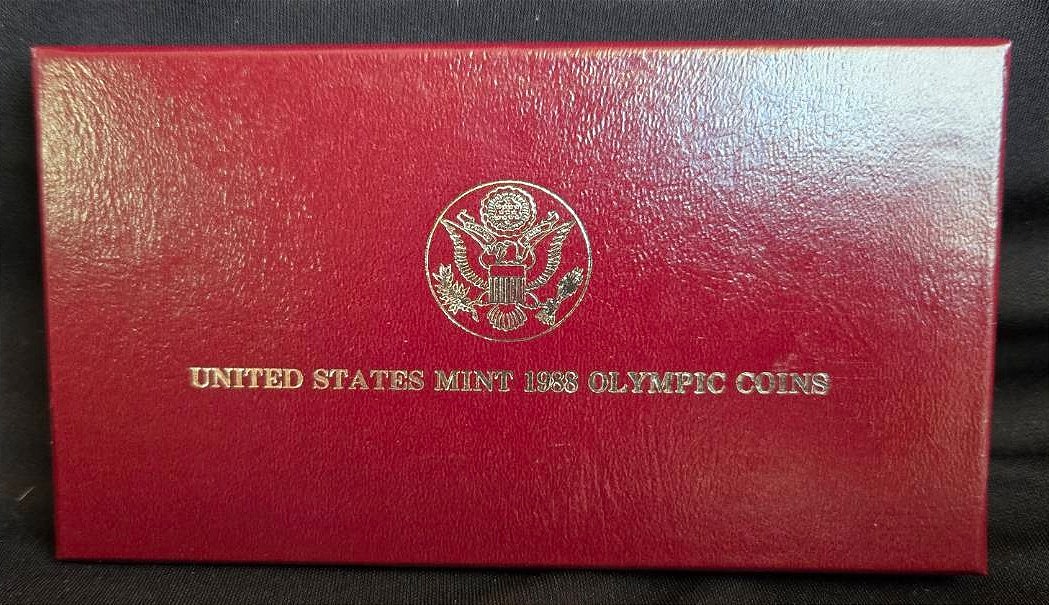 UNITED STATES MINT 1988 OLYMPIC COINS